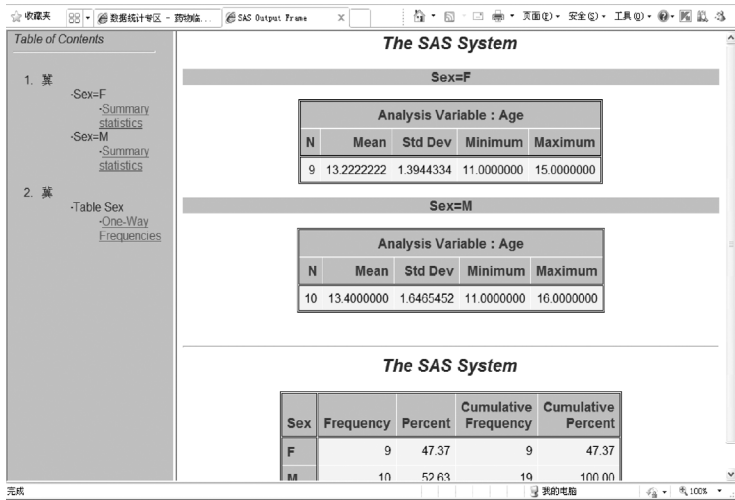 收藏夹
数据统计专区 - 药物临...
SAS Output Frame
页面(P)
安全(S)
工具(O)
Table of Contents
1. 冀
·Sex=F
·Summary
statistics
·Sex=M
·Summary
statistics
2. 冀
·Table Sex
·One-Way
Frequencies
The SAS System
Sex=F
Analysis Variable : Age
N Mean Std Dev Minimum Maximum
9 13.2222222 1.3944334 11.0000000 15.0000000
Sex=M
Analysis Variable : Age
N Mean Std Dev Minimum Maximum
10 13.4000000 1.6465452 11.0000000 16.0000000
The SAS System
Sex Frequency Percent Cumulative Frequency Cumulative Percent
F 9 47.37 9 47.37
M 10 52.63 19 100.00
完成
我的电脑
100%